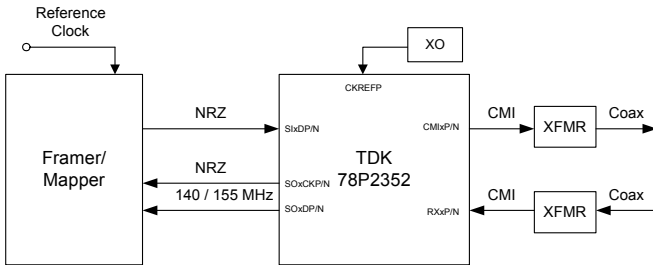 Reference
Clock
XO
CKREFP
NRZ
SIxDP/N
CMIxP/N
CMI
XFMR
Coax
Framer/
Mapper
TDK
78P2352
NRZ
SOxCKP/N
140 / 155 MHz
SOxDP/N
RXxP/N
CMI
XFMR
Coax